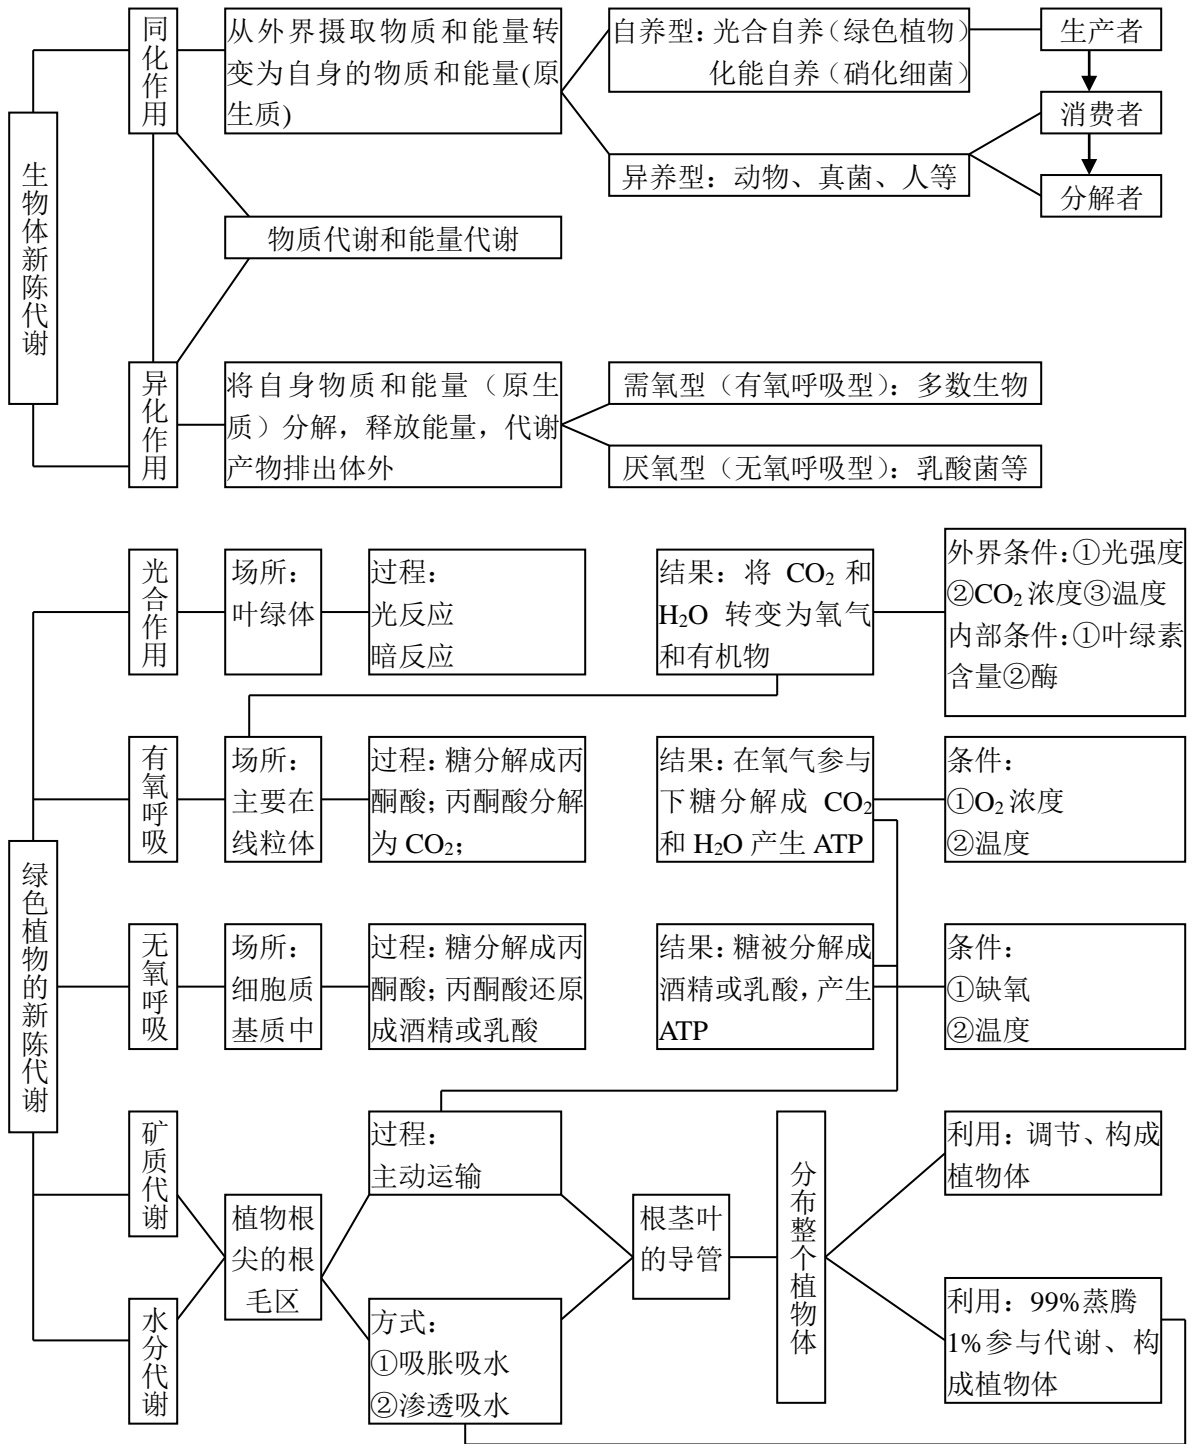 生物体新陈代谢
同化作用
从外界摄取物质和能量转
变为自身的物质和能量(原
生质)
自养型：光合自养（绿色植物）
化能自养（硝化细菌）
生产者
消费者
异养型：动物、真菌、人等
分解者
物质代谢和能量代谢
异化作用
将自身物质和能量（原生
质）分解，释放能量，代谢
产物排出体外
需氧型（有氧呼吸型）：多数生物
厌氧型（无氧呼吸型）：乳酸菌等
绿色植物的新陈代谢
光合作用
场所：
叶绿体
过程：
光反应
暗反应
结果：将 CO₂ 和
H₂O 转变为氧气
和有机物
外界条件:①光强度
②CO₂浓度③温度
内部条件:①叶绿素
含量②酶
有氧呼吸
场所：
主要在
线粒体
过程：糖分解成丙
酮酸；丙酮酸分解
为 CO₂；
结果：在氧气参与
下糖分解成 CO₂
和 H₂O 产生 ATP
条件：
①O₂浓度
②温度
无氧呼吸
场所：
细胞质
基质中
过程：糖分解成丙
酮酸；丙酮酸还原
成酒精或乳酸
结果：糖被分解成
酒精或乳酸，产生
ATP
条件：
①缺氧
②温度
矿质代谢
水分代谢
植物根
尖的根
毛区
过程：
主动运输
方式：
①吸胀吸水
②渗透吸水
根茎叶
的导管
分布整个植物体
利用：调节、构成
植物体
利用：99%蒸腾
1%参与代谢、构
成植物体